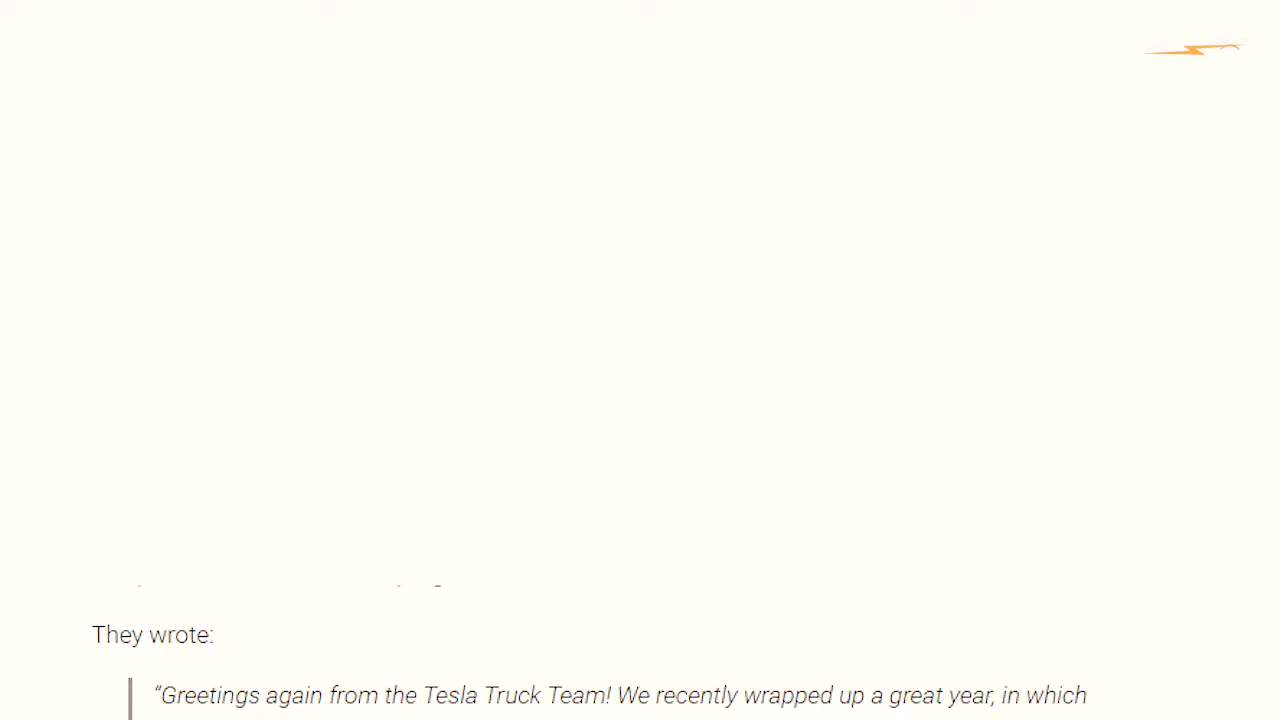 They wrote:
“Greetings again from the Tesla Truck Team! We recently wrapped up a great year, in which